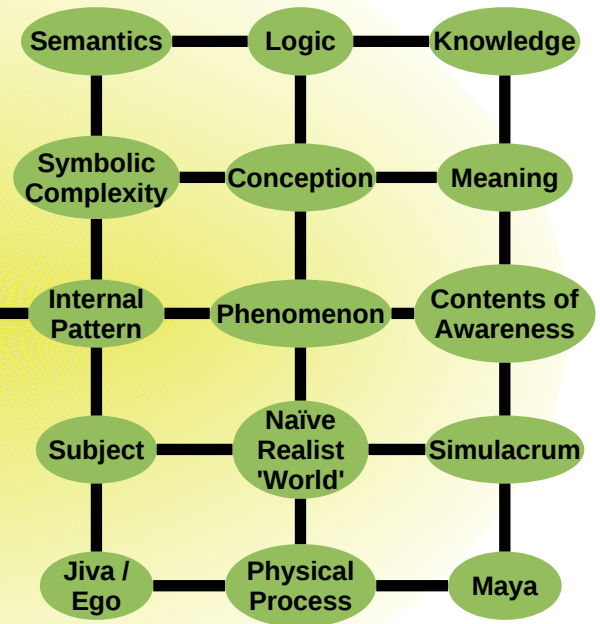 Semantics
Logic
Knowledge
Symbolic
Complexity
Conception
Meaning
Internal
Pattern
Phenomenon
Contents of
Awareness
Subject
Naïve
Realist
'World'
Simulacrum
Jiva /
Ego
Physical
Process
Maya